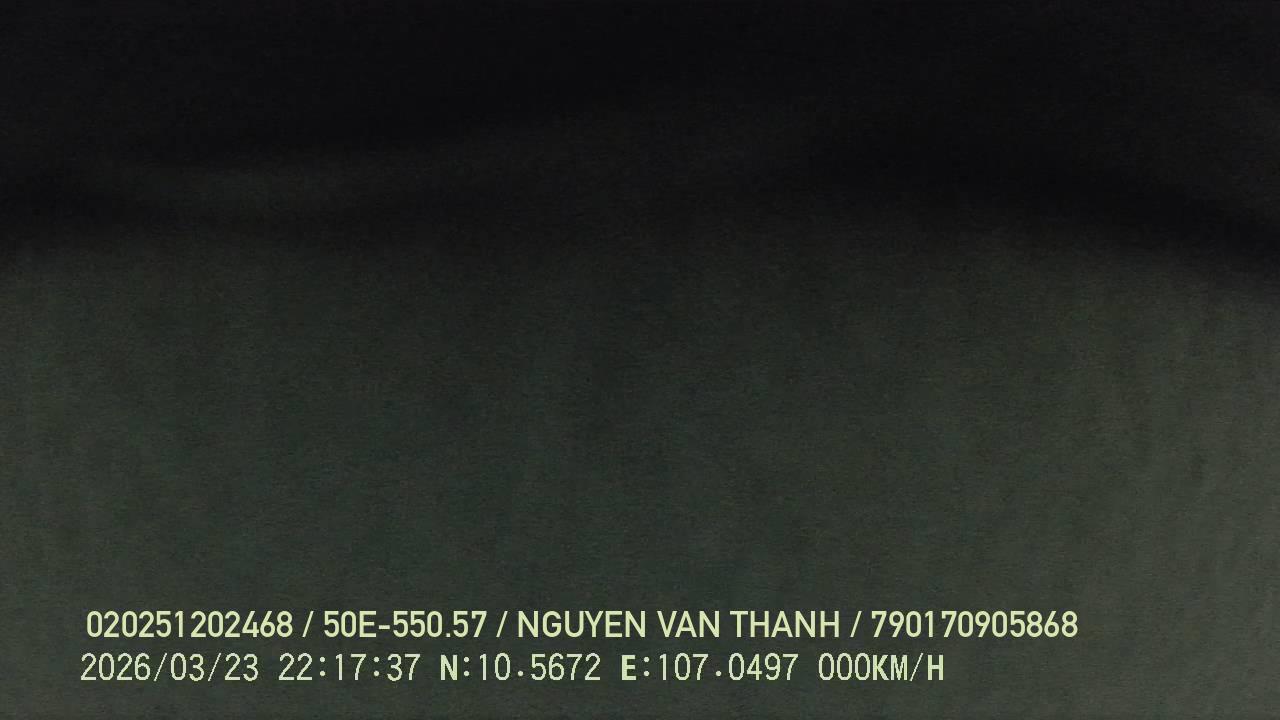 020251202468 / 50E-550.57 / NGUYEN VAN THANH / 790170905868
2026/03/23 22:17:37 N:10.5672 E:107.0497 000KM/H